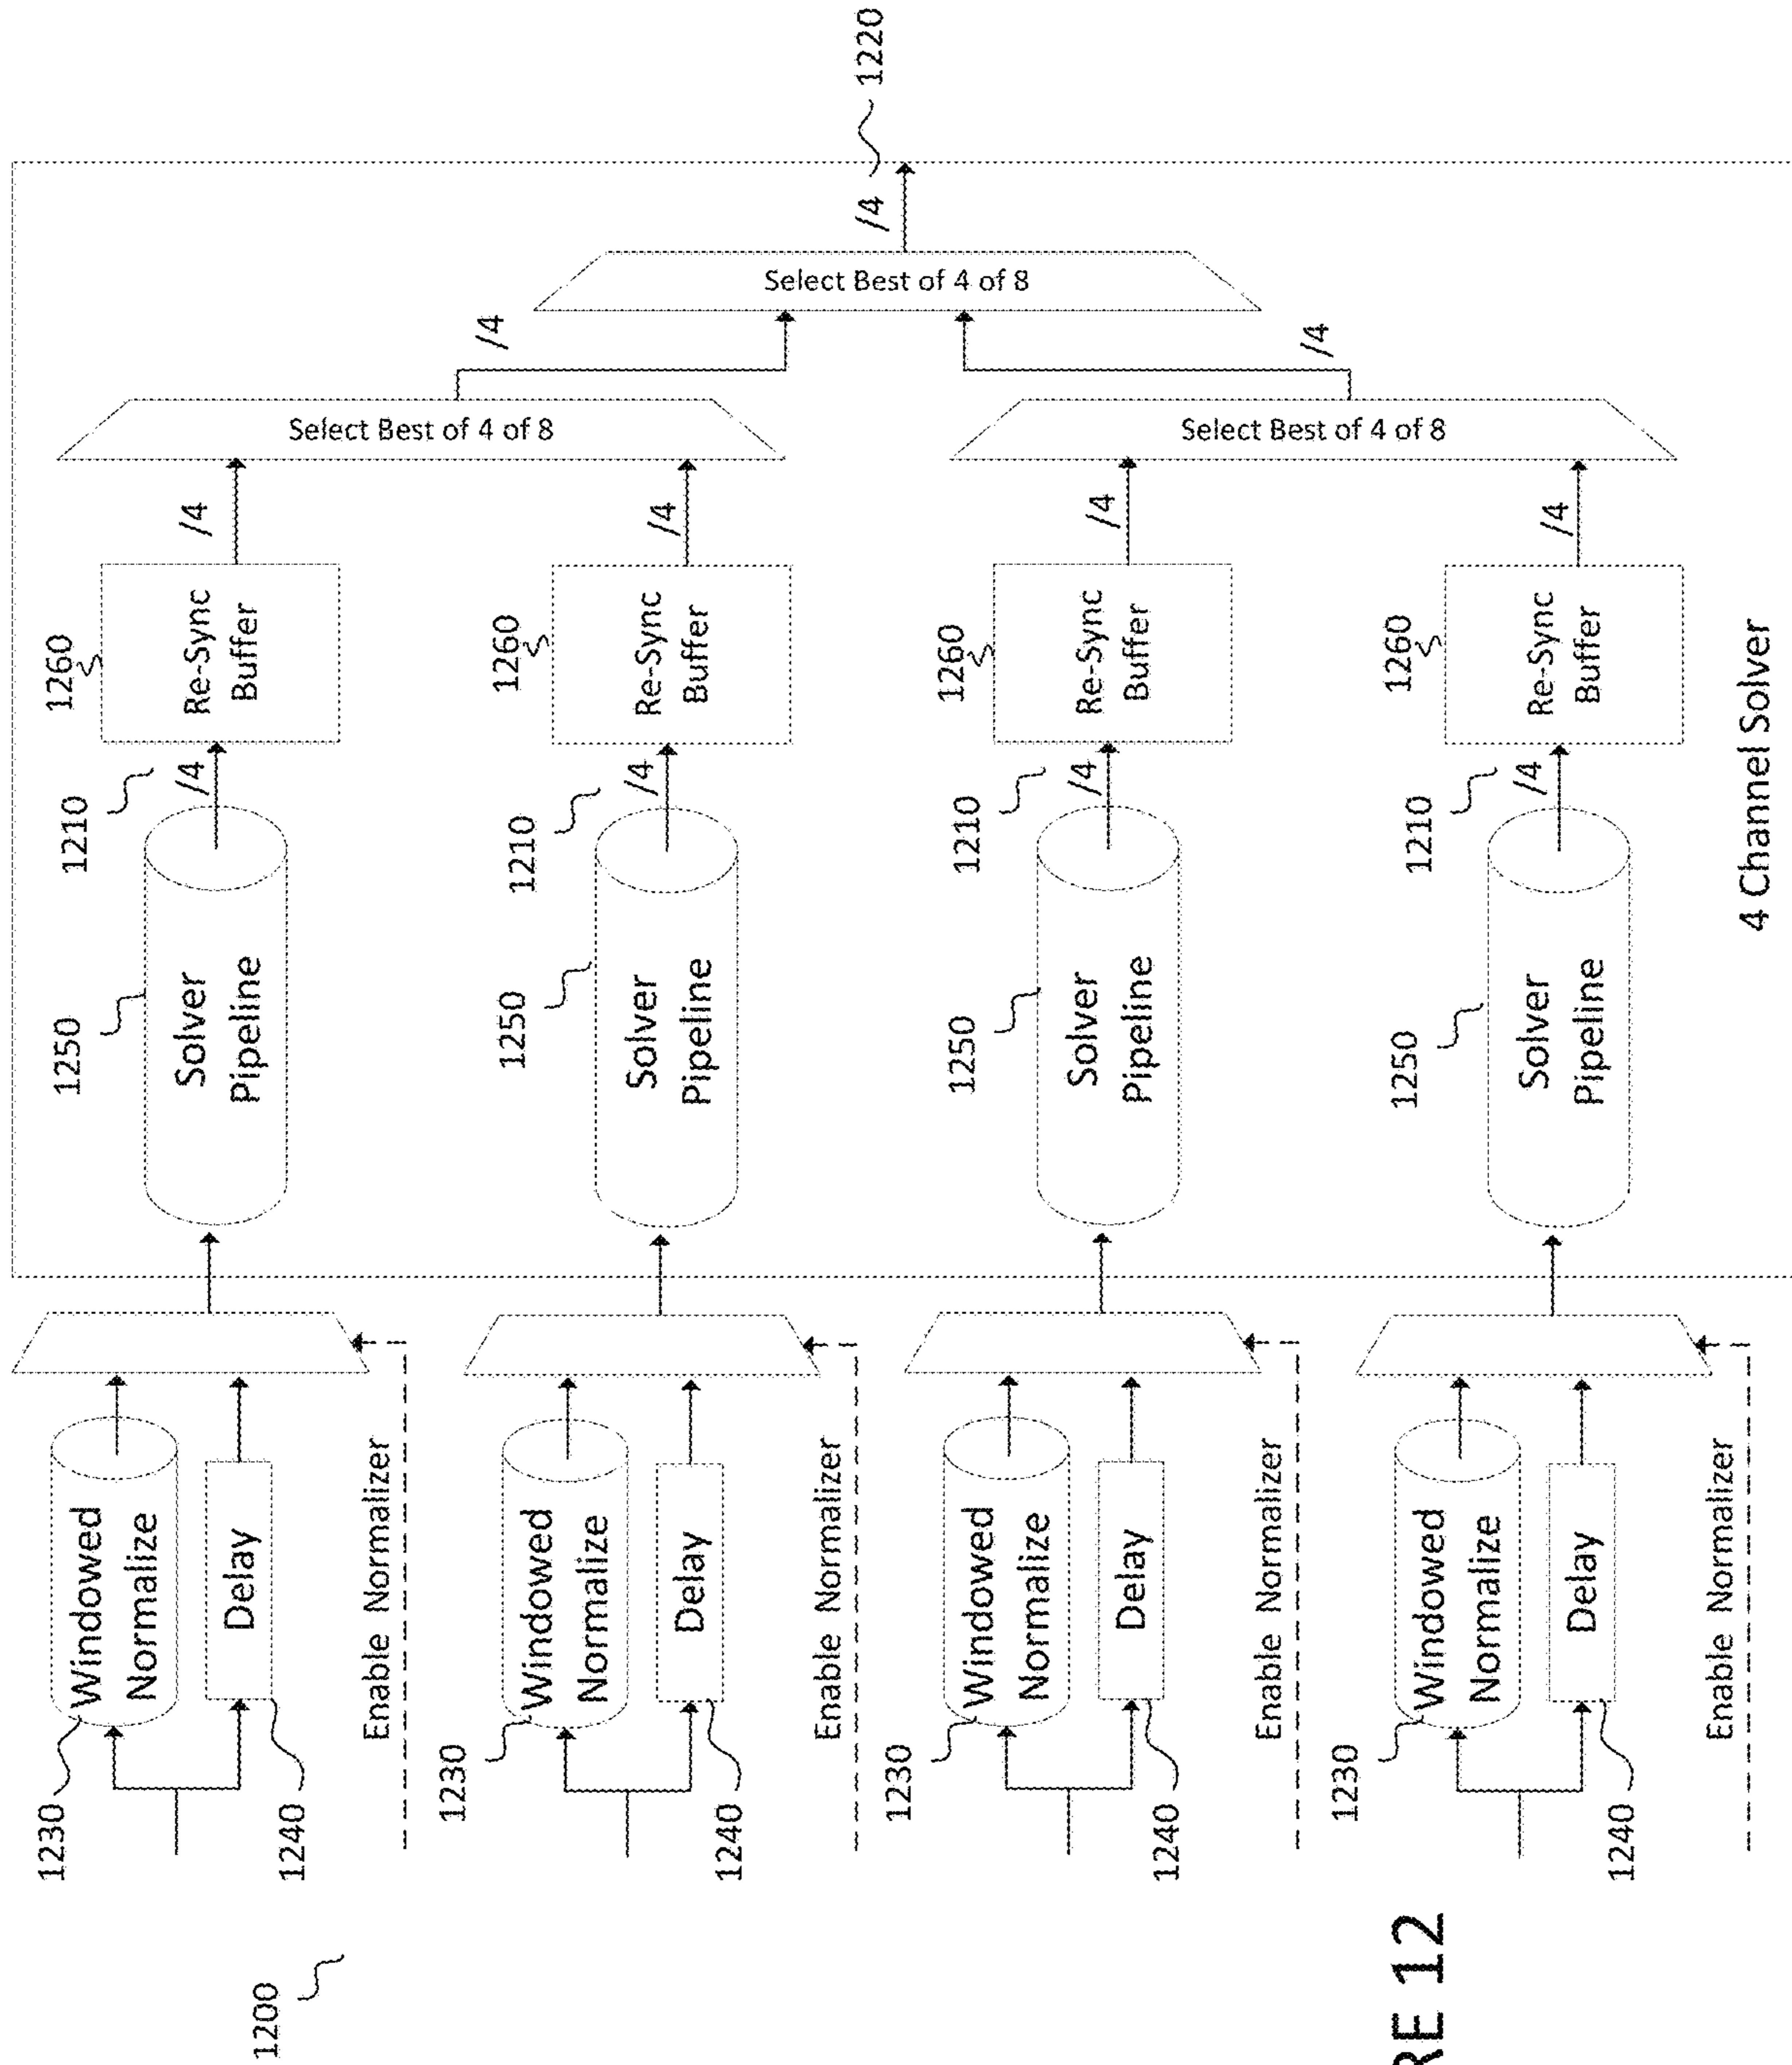 1200
1230
Windowed
Normalize
1240
Delay
Enable Normalizer
1250
Solver
Pipeline
1210
/4
1260
Re-Sync
Buffer
/4
1230
Windowed
Normalize
1240
Delay
Enable Normalizer
1250
Solver
Pipeline
1210
/4
1260
Re-Sync
Buffer
/4
Select Best of 4 of 8
/4
1230
Windowed
Normalize
1240
Delay
Enable Normalizer
1250
Solver
Pipeline
1210
/4
1260
Re-Sync
Buffer
/4
1230
Windowed
Normalize
1240
Delay
Enable Normalizer
1250
Solver
Pipeline
1210
/4
1260
Re-Sync
Buffer
/4
Select Best of 4 of 8
/4
Select Best of 4 of 8
/4
1220
4 Channel Solver
RE 12